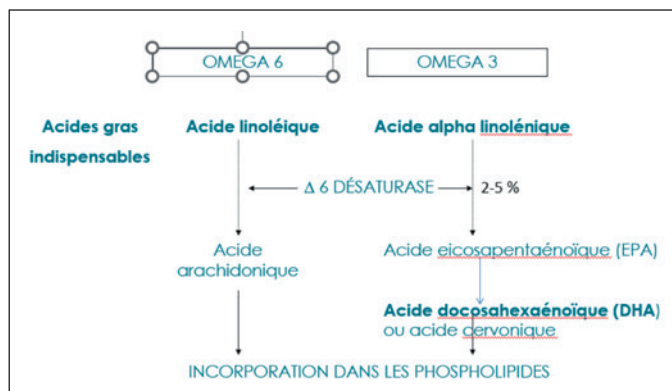 OMEGA 6
OMEGA 3
Acides gras
indispensables
Acide linoléique
Acide alpha linolénique
Δ 6 DÉSATURASE
2-5 %
Acide
arachidonique
Acide eicosapentaénoïque (EPA)
Acide docosahexaénoïque (DHA)
ou acide cervonique
INCORPORATION DANS LES PHOSPHOLIPIDES